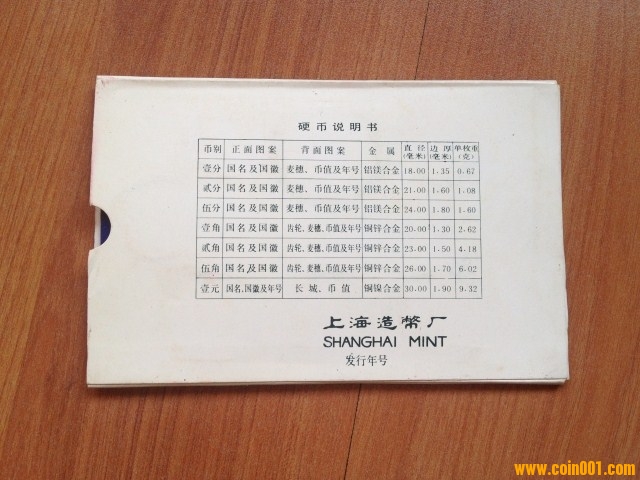 硬币说明书
币别 正面图案 背面图案 金属 直径(毫米) 边厚(毫米) 单枚重(克)
壹分 国名及国徽 麦穗、币值及年号 铝镁合金 18.00 1.35 0.67
贰分 国名及国徽 麦穗、币值及年号 铝镁合金 21.00 1.60 1.08
伍分 国名及国徽 麦穗、币值及年号 铝镁合金 24.00 1.80 1.60
壹角 国名及国徽 齿轮、麦穗、币值及年号 铜锌合金 20.00 1.30 2.62
贰角 国名及国徽 齿轮、麦穗、币值及年号 铜锌合金 23.00 1.50 4.18
伍角 国名及国徽 齿轮、麦穗、币值及年号 铜锌合金 26.00 1.70 6.02
壹元 国名、国徽及年号 长城、币值 铜镍合金 30.00 1.90 9.32
上海造幣厂
SHANGHAI MINT
发行年号
www.coin001.com